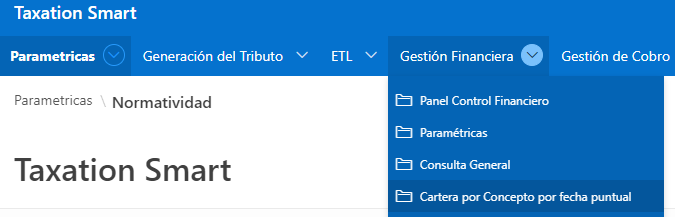 Taxation Smart
Parametricas Generación del Tributo ETL Gestión Financiera Gestión de Cobro
Parametricas \ Normatividad
Taxation Smart
Panel Control Financiero
Paramétricas
Consulta General
Cartera por Concepto por fecha puntual